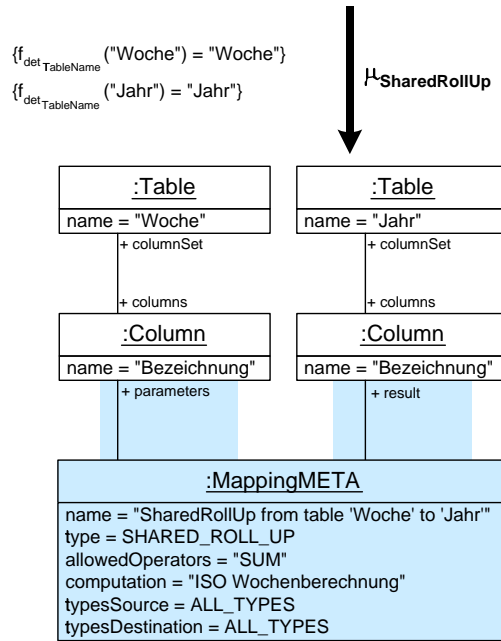 {f_det_TableName ("Woche") = "Woche"}
{f_det_TableName ("Jahr") = "Jahr"}
μSharedRollUp
:Table
name = "Woche"
:Table
name = "Jahr"
+ columnSet
+ columnSet
+ columns
+ columns
:Column
name = "Bezeichnung"
:Column
name = "Bezeichnung"
+ parameters
+ result
:MappingMETA
name = "SharedRollUp from table 'Woche' to 'Jahr'"
type = SHARED_ROLL_UP
allowedOperators = "SUM"
computation = "ISO Wochenberechnung"
typesSource = ALL_TYPES
typesDestination = ALL_TYPES